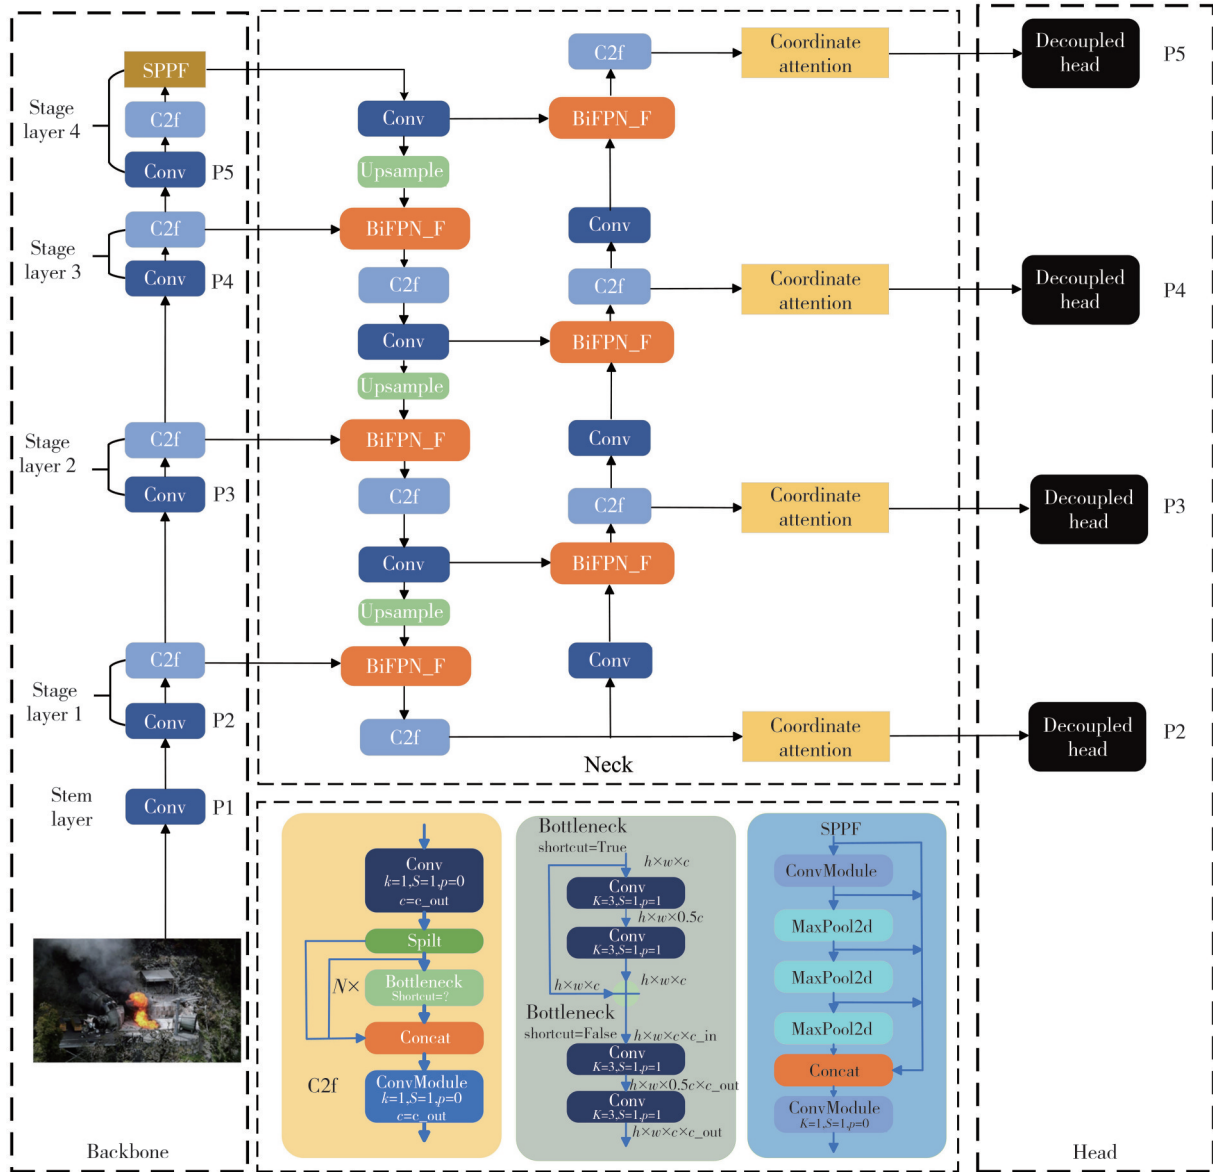 SPPF
Stage
layer 4
C2f
Conv
P5
Stage
layer 3
C2f
Conv
P4
Stage
layer 2
C2f
Conv
P3
Stage
layer 1
C2f
Conv
P2
Stem
layer
Conv
P1
Backbone
Conv
Upsample
BiFPN_F
C2f
Conv
Upsample
BiFPN_F
C2f
Conv
Upsample
BiFPN_F
C2f
C2f
BiFPN_F
Conv
C2f
BiFPN_F
Conv
C2f
BiFPN_F
Conv
Coordinate
attention
Coordinate
attention
Coordinate
attention
Coordinate
attention
Neck
Decoupled
head
P5
Decoupled
head
P4
Decoupled
head
P3
Decoupled
head
P2
Head
Conv
k=1,S=1,p=0
c=c_out
Spilt
N×
Bottleneck
Shortcut=?
Concat
C2f
ConvModule
k=1,S=1,p=0
c=c_out
Bottleneck
shortcut=True
h×w×c
Conv
K=3,S=1,p=1
h×w×0.5c
Conv
K=3,S=1,p=1
h×w×c
h×w×c
Bottleneck
shortcut=False
h×w×c×c_in
Conv
K=3,S=1,p=1
h×w×0.5c×c_out
Conv
K=3,S=1,p=1
h×w×c×c_out
SPPF
ConvModule
MaxPool2d
MaxPool2d
MaxPool2d
Concat
ConvModule
K=1,S=1,p=0